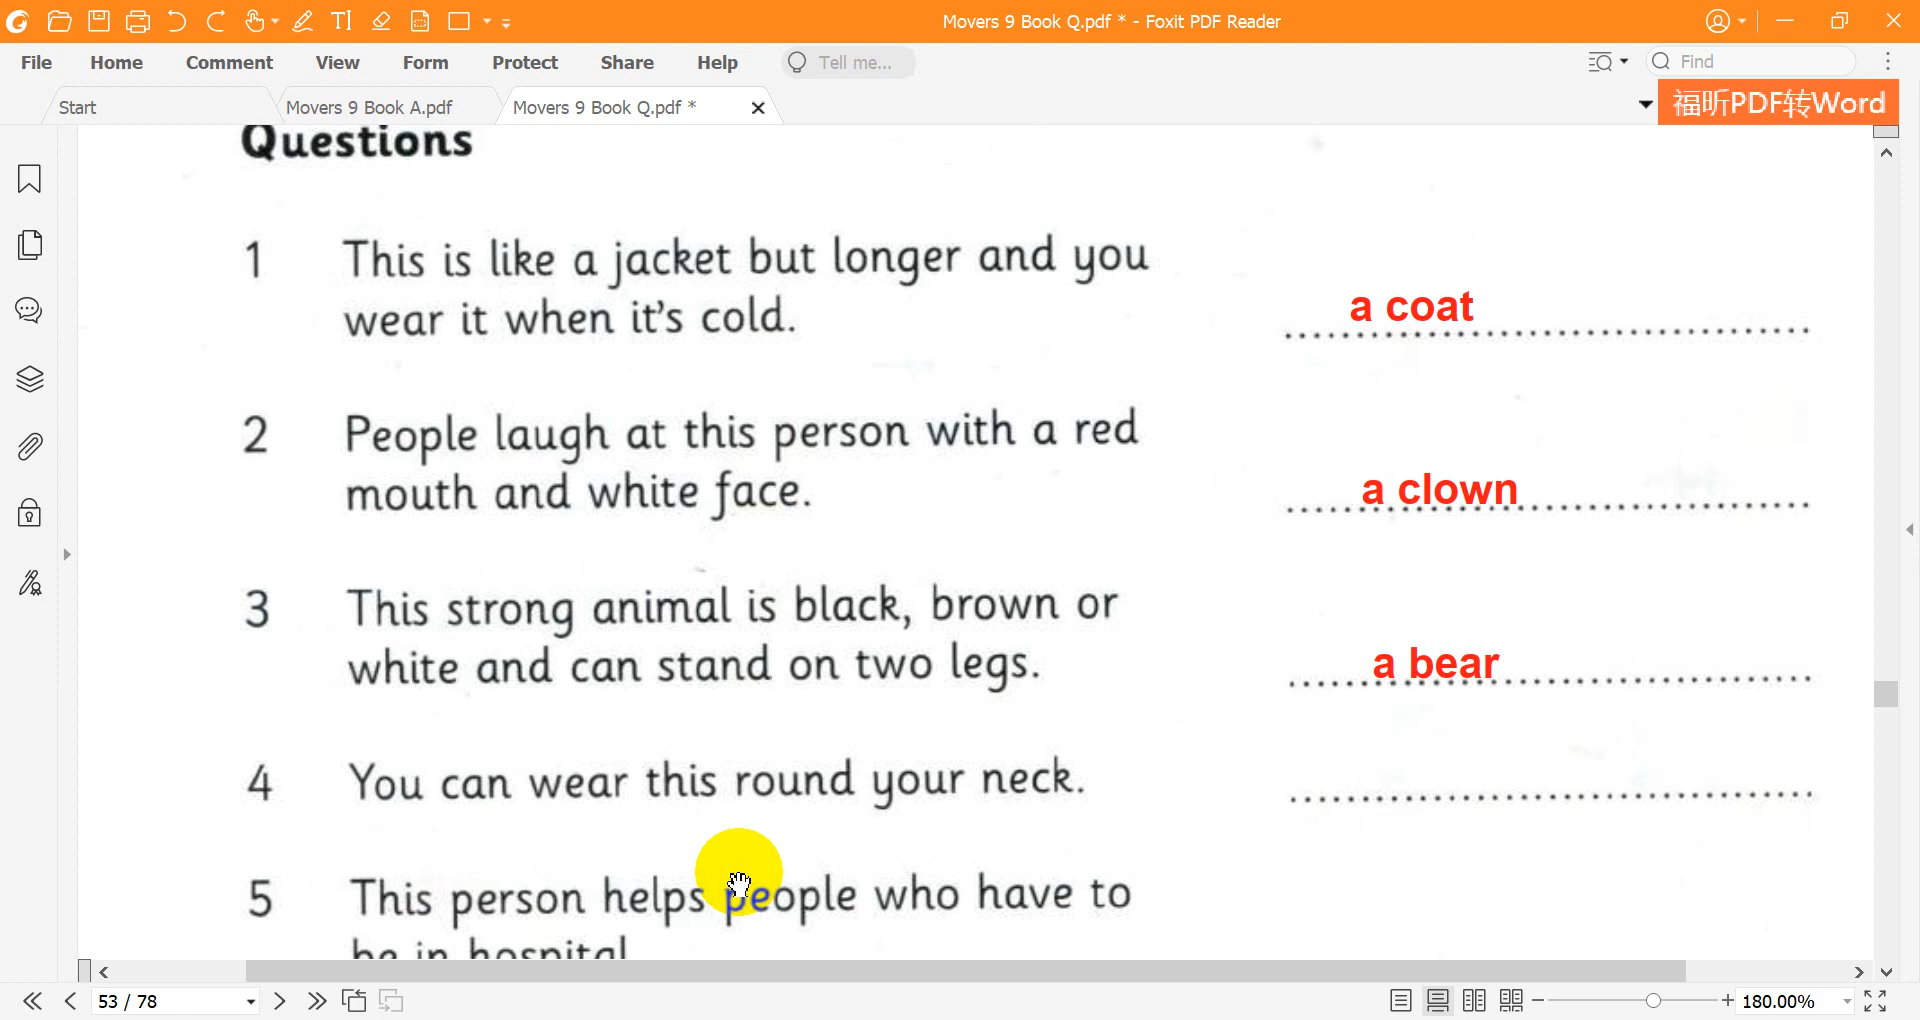 Movers 9 Book Q.pdf * - Foxit PDF Reader
File Home Comment View Form Protect Share Help Tell me... Find
Start Movers 9 Book A.pdf Movers 9 Book Q.pdf * 福昕PDF转Word
Questions
1 This is like a jacket but longer and you
wear it when it's cold.
a coat
2 People laugh at this person with a red
mouth and white face.
a clown
3 This strong animal is black, brown or
white and can stand on two legs.
a bear
4 You can wear this round your neck.
5 This person helps people who have to
be in hospital
53 / 78 180.00%